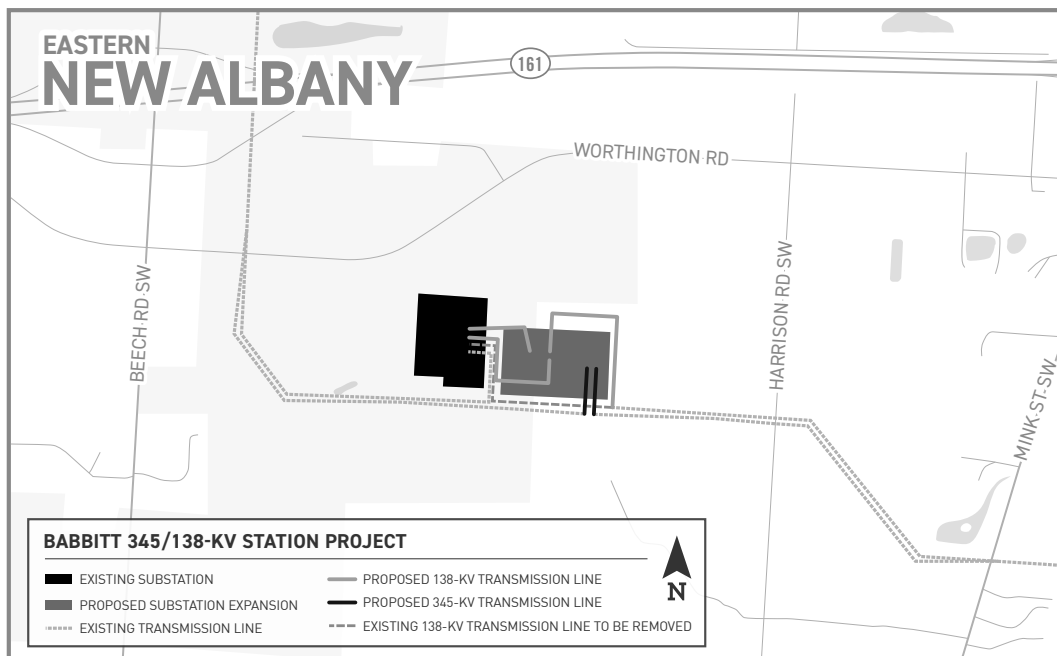 EASTERN
NEW ALBANY
161
WORTHINGTON RD
BEECH RD SW
HARRISON RD SW
MINK ST SW
BABBITT 345/138-KV STATION PROJECT
EXISTING SUBSTATION
PROPOSED SUBSTATION EXPANSION
EXISTING TRANSMISSION LINE
PROPOSED 138-KV TRANSMISSION LINE
PROPOSED 345-KV TRANSMISSION LINE
EXISTING 138-KV TRANSMISSION LINE TO BE REMOVED
N